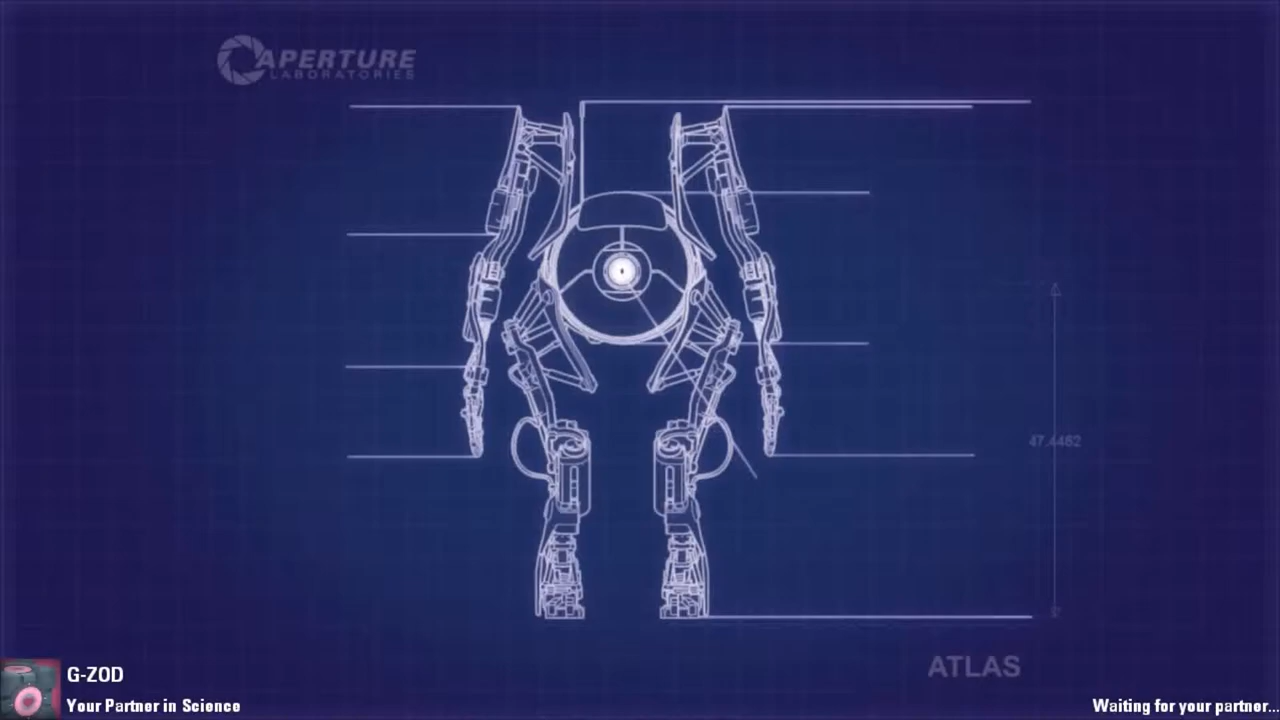 APERTURE
LABORATORIES
47.4462
ATLAS
G-ZOD
Your Partner in Science
Waiting for your partner...